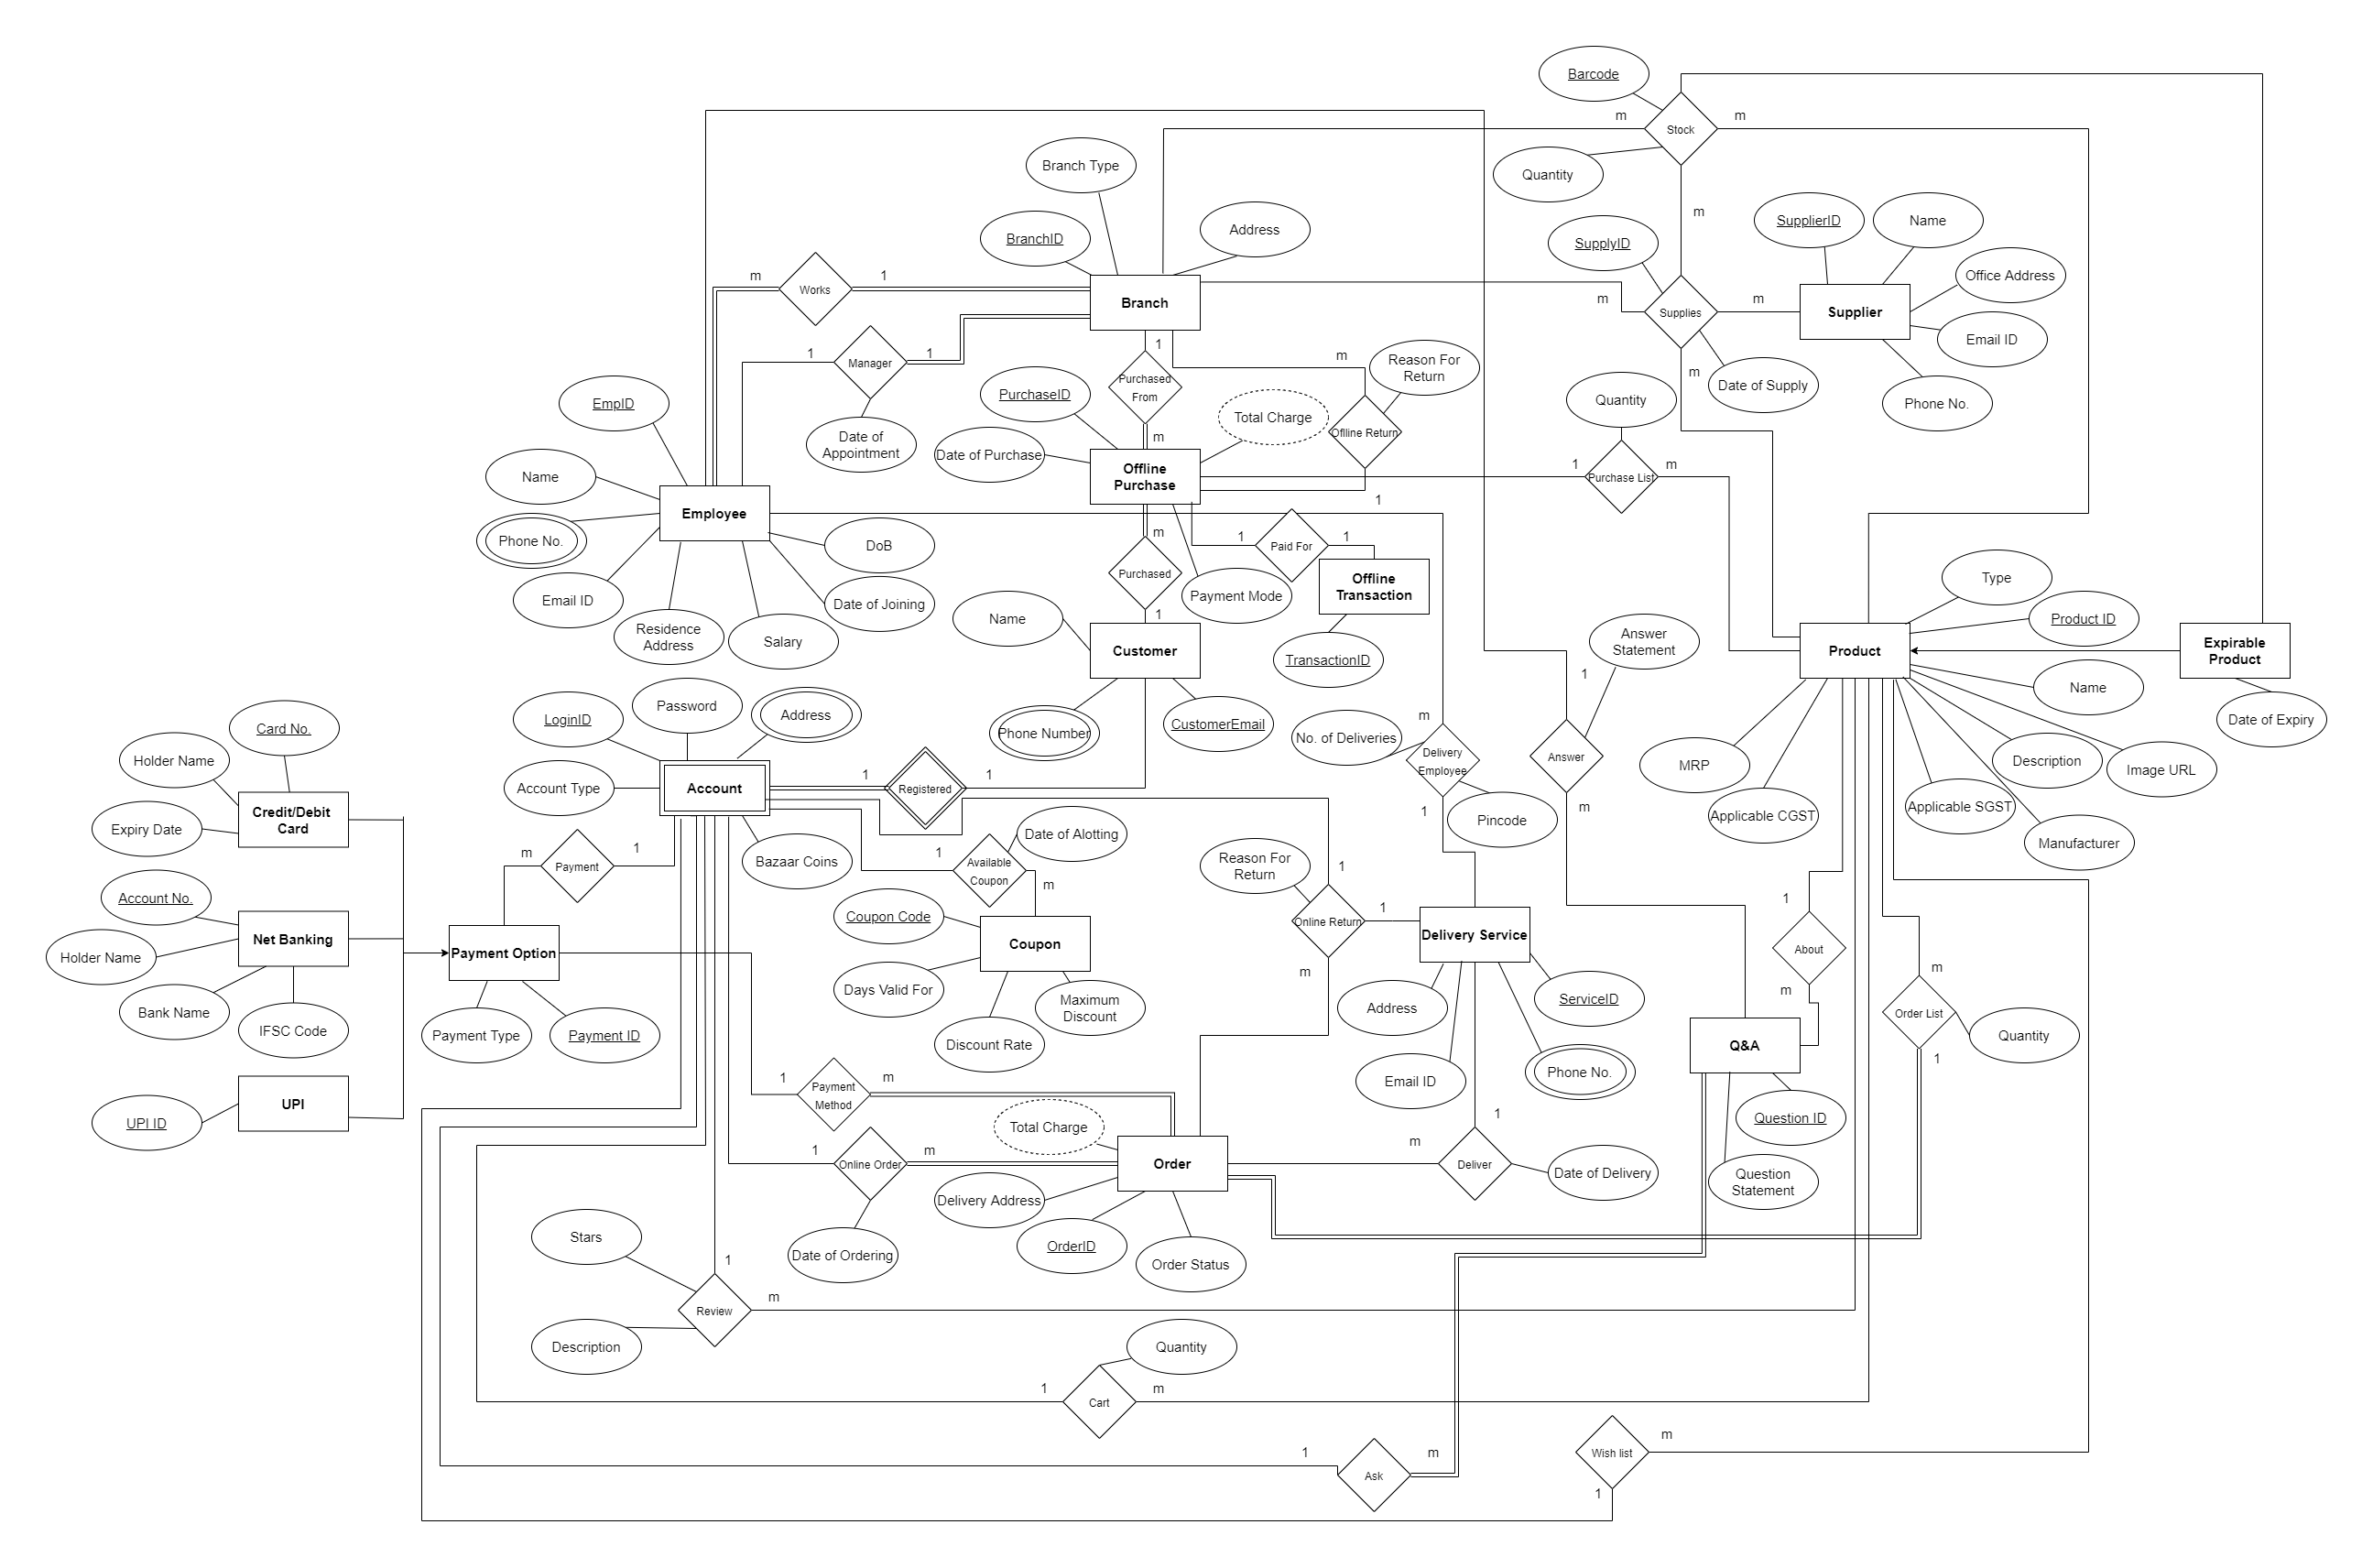 Barcode
m
m
Stock
Branch Type
Quantity
m
SupplierID
Name
BranchID
Address
SupplyID
Office Address
m
1
Works
Branch
m
m
Supplies
Supplier
Email ID
1
1
Manager
1
m
Reason For
Return
m
Date of Supply
Purchased
From
EmpID
PurchaseID
Total Charge
Quantity
Phone No.
Offline Return
Date of
Appointment
m
Date of Purchase
Name
Offline
Purchase
1
m
Purchase List
1
Employee
Phone No.
DoB
m
1
Paid For
1
Purchased
Type
Offline
Transaction
Email ID
Date of Joining
Payment Mode
1
Name
Product ID
Residence
Address
Salary
Answer
Statement
Customer
Product
Expirable
Product
TransactionID
1
Name
LoginID
Password
Address
Phone Number
CustomerEmail
m
Date of Expiry
Card No.
No. of Deliveries
Delivery
Employee
Answer
MRP
Description
Image URL
Holder Name
Account Type
Account
1
Registered
1
m
Applicable CGST
Applicable SGST
Credit/Debit
Card
Expiry Date
1
Pincode
Date of Alotting
Manufacturer
m
Payment
1
Bazaar Coins
1
Available
Coupon
m
Reason For
Return
1
Account No.
Coupon Code
Online Return
1
1
Net Banking
Holder Name
Payment Option
Coupon
Delivery Service
About
m
m
Days Valid For
m
Address
ServiceID
Bank Name
IFSC Code
Payment Type
Payment ID
Discount Rate
Maximum
Discount
Order List
Quantity
Q&A
1
1
Payment
Method
m
Email ID
Phone No.
UPI
UPI ID
Total Charge
1
Question ID
1
Online Order
m
Order
m
Deliver
Date of Delivery
Question
Statement
Delivery Address
Stars
Date of Ordering
OrderID
Order Status
1
m
Review
Description
Quantity
1
m
Cart
1
m
Ask
Wish list
m
1